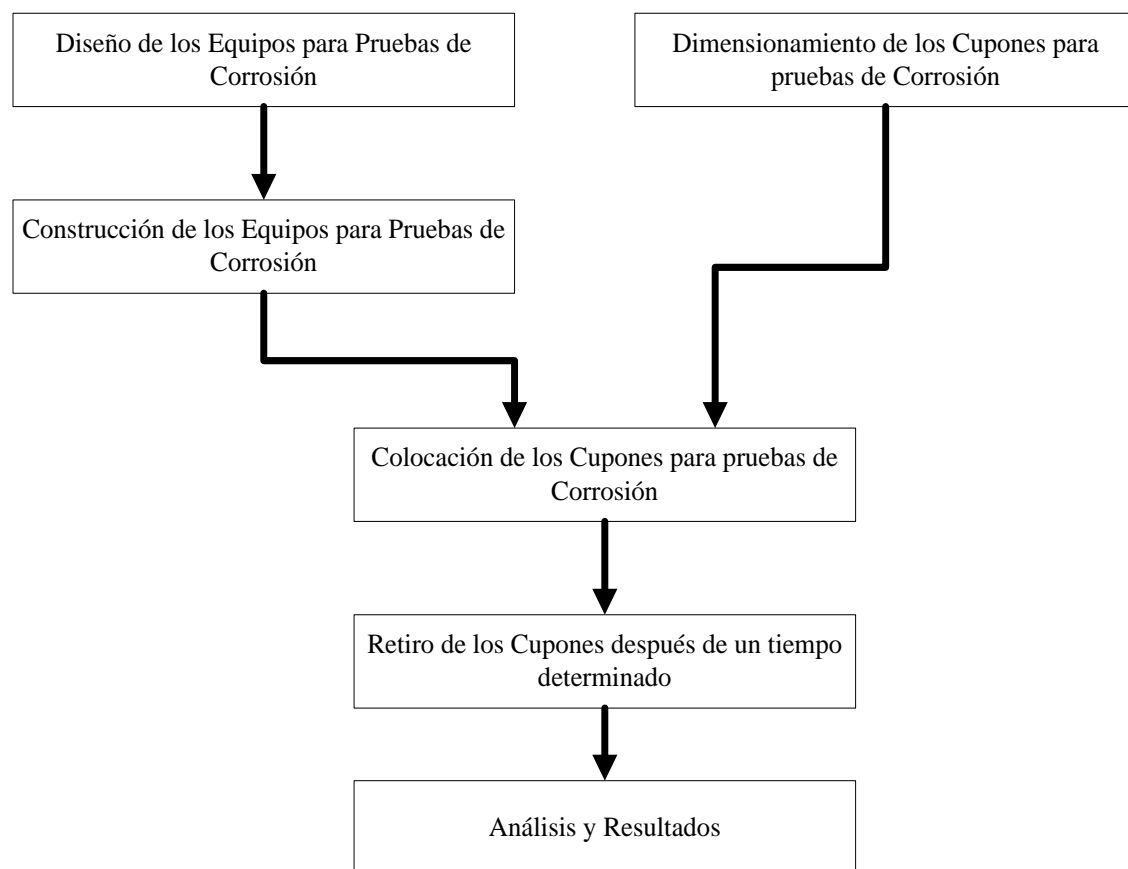 Diseño de los Equipos para Pruebas de
Corrosión
Dimensionamiento de los Cupones para
pruebas de Corrosión
Construcción de los Equipos para Pruebas de
Corrosión
Colocación de los Cupones para pruebas de
Corrosión
Retiro de los Cupones después de un tiempo
determinado
Análisis y Resultados